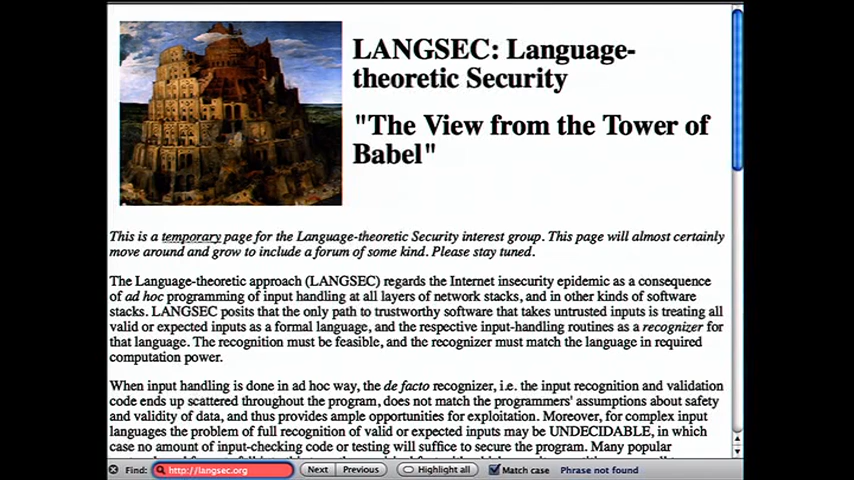 LANGSEC: Language-
theoretic Security
"The View from the Tower of
Babel"
This is a temporary page for the Language-theoretic Security interest group. This page will almost certainly
move around and grow to include a forum of some kind. Please stay tuned.
The Language-theoretic approach (LANGSEC) regards the Internet insecurity epidemic as a consequence
of ad hoc programming of input handling at all layers of network stacks, and in other kinds of software
stacks. LANGSEC posits that the only path to trustworthy software that takes untrusted inputs is treating all
valid or expected inputs as a formal language, and the respective input-handling routines as a recognizer for
that language. The recognition must be feasible, and the recognizer must match the language in required
computation power.
When input handling is done in ad hoc way, the de facto recognizer, i.e. the input recognition and validation
code ends up scattered throughout the program, does not match the programmers' assumptions about safety
and validity of data, and thus provides ample opportunities for exploitation. Moreover, for complex input
languages the problem of full recognition of valid or expected inputs may be UNDECIDABLE, in which
case no amount of input-checking code or testing will suffice to secure the program. Many popular
Find: http://langsec.org Next Previous Highlight all Match case Phrase not found